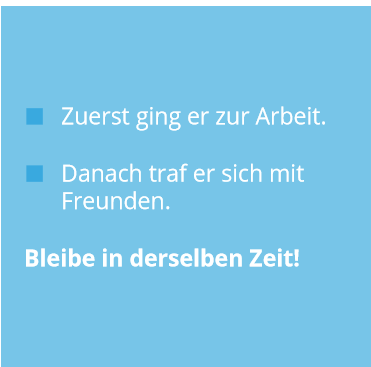 Zuerst ging er zur Arbeit.
Danach traf er sich mit
Freunden.
Bleibe in derselben Zeit!